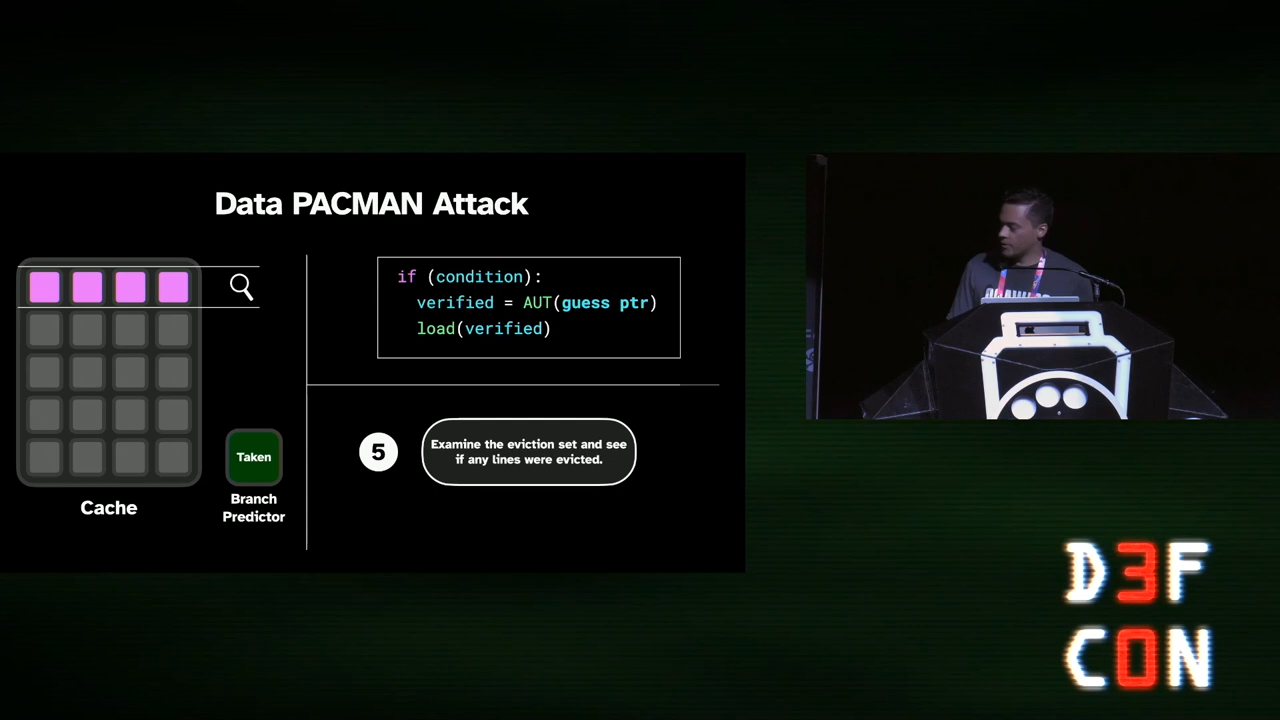 Data PACMAN Attack
if (condition):
verified = AUT(guess ptr)
load(verified)
5
Examine the eviction set and see
if any lines were evicted.
Taken
Cache
Branch
Predictor
D3F
C0N